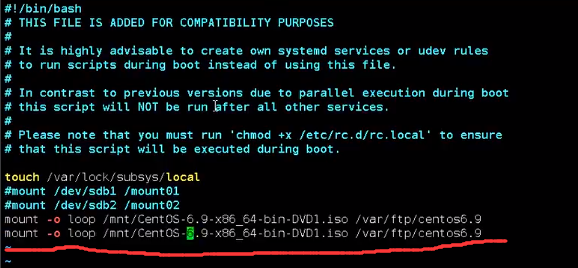 #!/bin/bash
# THIS FILE IS ADDED FOR COMPATIBILITY PURPOSES
#
# It is highly advisable to create own systemd services or udev rules
# to run scripts during boot instead of using this file.
#
# In contrast to previous versions due to parallel execution during boot
# this script will NOT be run after all other services.
#
# Please note that you must run 'chmod +x /etc/rc.d/rc.local' to ensure
# that this script will be executed during boot.
touch /var/lock/subsys/local
#mount /dev/sdb1 /mount01
#mount /dev/sdb2 /mount02
mount -o loop /mnt/CentOS-6.9-x86_64-bin-DVD1.iso /var/ftp/centos6.9
mount -o loop /mnt/CentOS-6.9-x86_64-bin-DVD1.iso /var/ftp/centos6.9
~
~